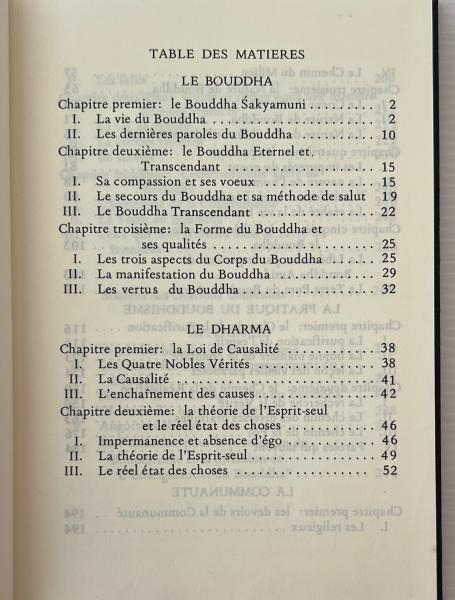 TABLE DES MATIERES
LE BOUDDHA
Chapitre premier: le Bouddha Śakyamuni .......... 2
I. La vie du Bouddha .................... 2
II. Les dernières paroles du Bouddha ........ 10
Chapitre deuxième: le Bouddha Eternel et
Transcendant ............... 15
I. Sa compassion et ses voeux ............. 15
II. Le secours du Bouddha et sa méthode de salut 19
III. Le Bouddha Transcendant ............... 22
Chapitre troisième: la Forme du Bouddha et
ses qualités .................. 25
I. Les trois aspects du Corps du Bouddha ..... 25
II. La manifestation du Bouddha ............ 29
III. Les vertus du Bouddha ................. 32
LE DHARMA
Chapitre premier: la Loi de Causalité ............. 38
I. Les Quatre Nobles Vérités .............. 38
II. La Causalité ......................... 41
III. L'enchaînement des causes .............. 42
Chapitre deuxième: la théorie de l'Esprit-seul
et le réel état des choses ....... 46
I. Impermanence et absence d'égo .......... 46
II. La théorie de l'Esprit-seul .............. 49
III. Le réel état des choses ................. 52